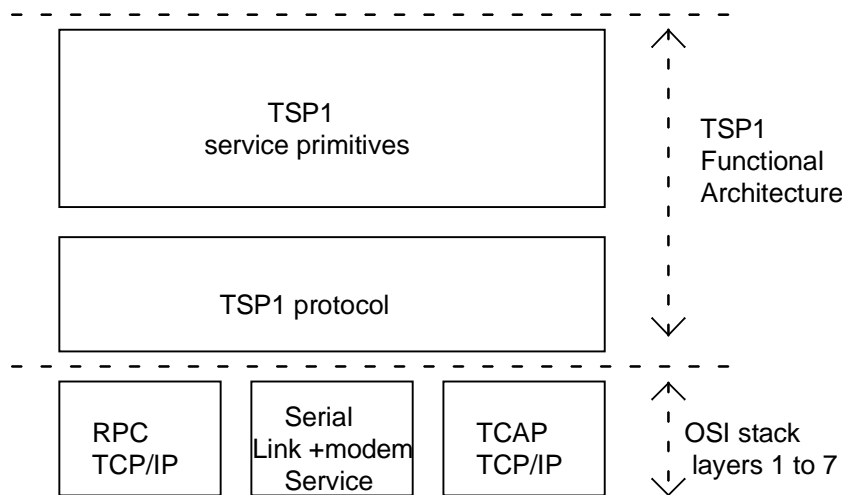 TSP1
service primitives
TSP1
Functional
Architecture
TSP1 protocol
RPC
TCP/IP
Serial
Link +modem
Service
TCAP
TCP/IP
OSI stack
layers 1 to 7